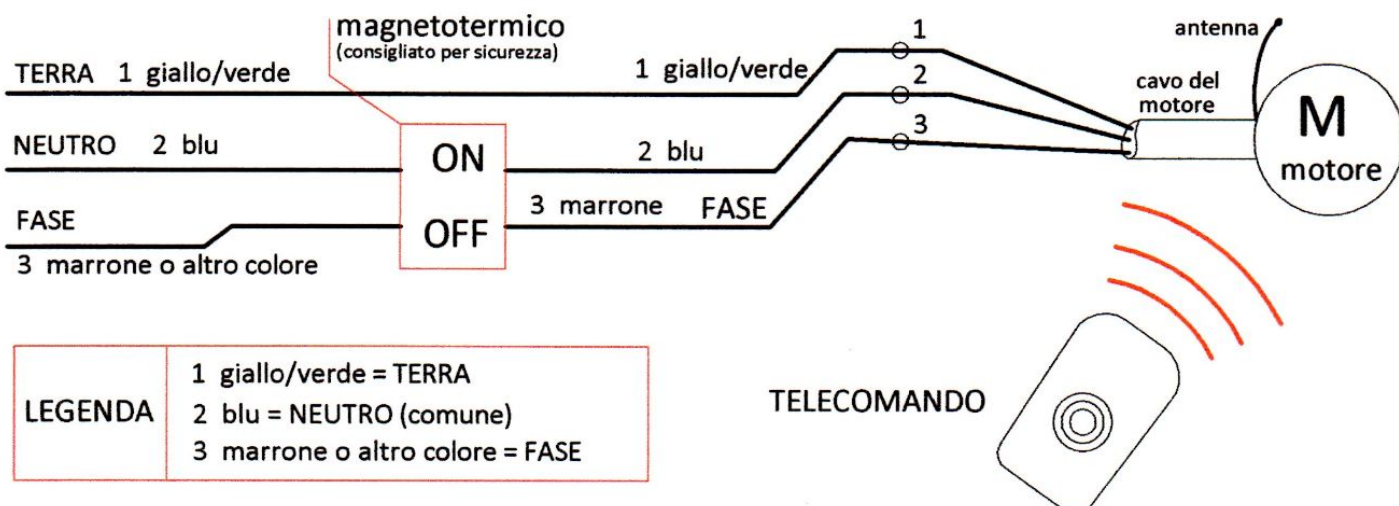 magnetotermico
(consigliato per sicurezza)
1
antenna
TERRA 1 giallo/verde
1 giallo/verde
2
cavo del
motore
M
motore
NEUTRO 2 blu
ON
2 blu
3
FASE
OFF
3 marrone FASE
3 marrone o altro colore
LEGENDA
1 giallo/verde = TERRA
2 blu = NEUTRO (comune)
3 marrone o altro colore = FASE
TELECOMANDO